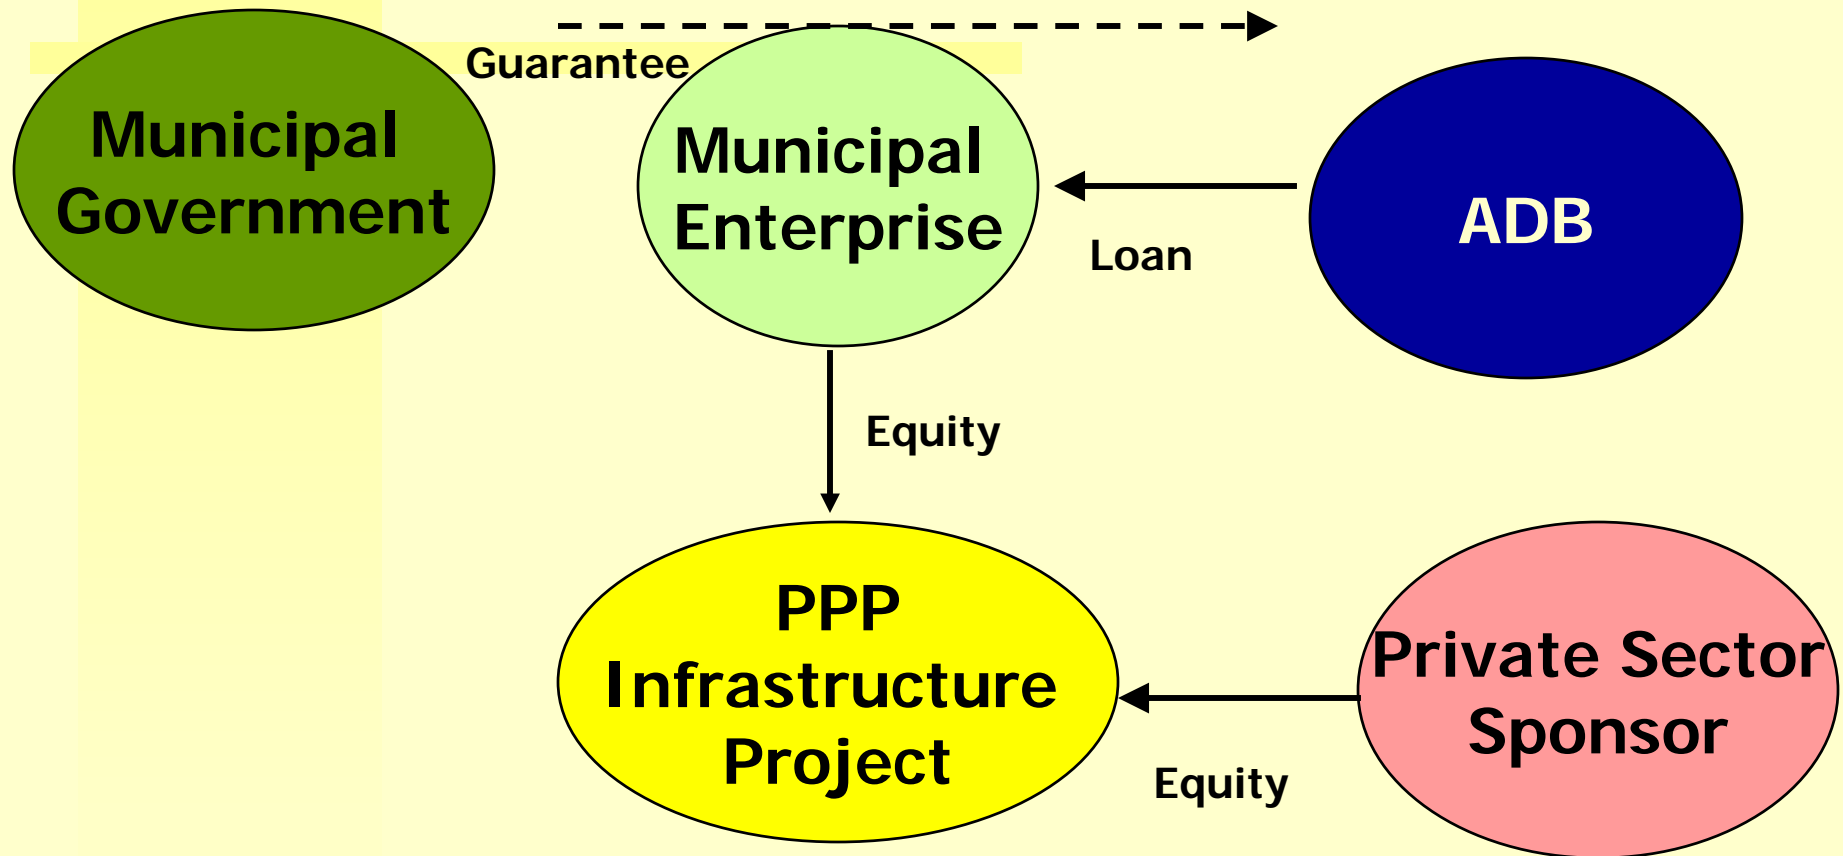 Guarantee
Municipal
Government
Municipal
Enterprise
ADB
Loan
Equity
PPP
Infrastructure
Project
Private Sector
Sponsor
Equity